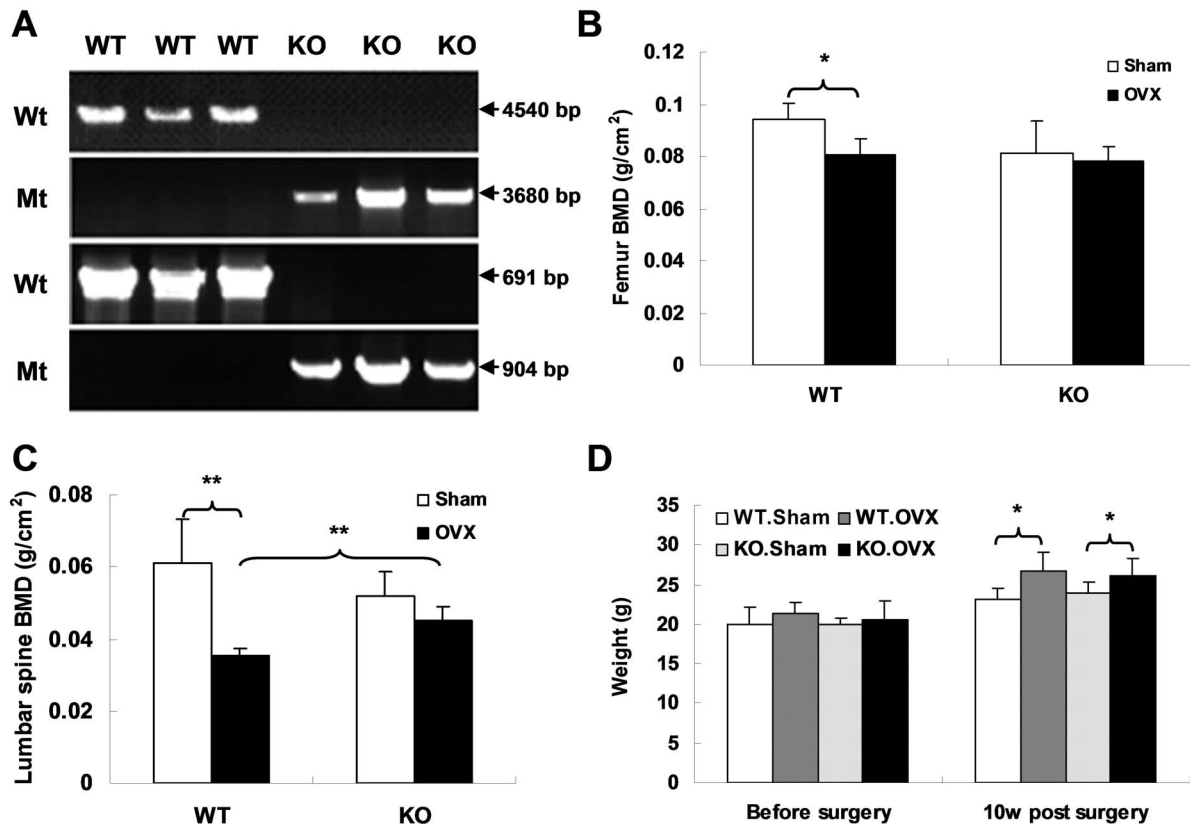 A
WT WT WT KO KO KO
Wt 4540 bp
Mt 3680 bp
Wt 691 bp
Mt 904 bp
B
Femur BMD (g/cm²)
0.12
0.1
0.08
0.06
0.04
0.02
0
*
Sham
OVX
WT KO
C
Lumbar spine BMD (g/cm²)
0.08
0.06
0.04
0.02
0
**
**
Sham
OVX
WT KO
D
Weight (g)
35
30
25
20
15
10
5
0
WT.Sham WT.OVX
KO.Sham KO.OVX
* *
Before surgery 10w post surgery